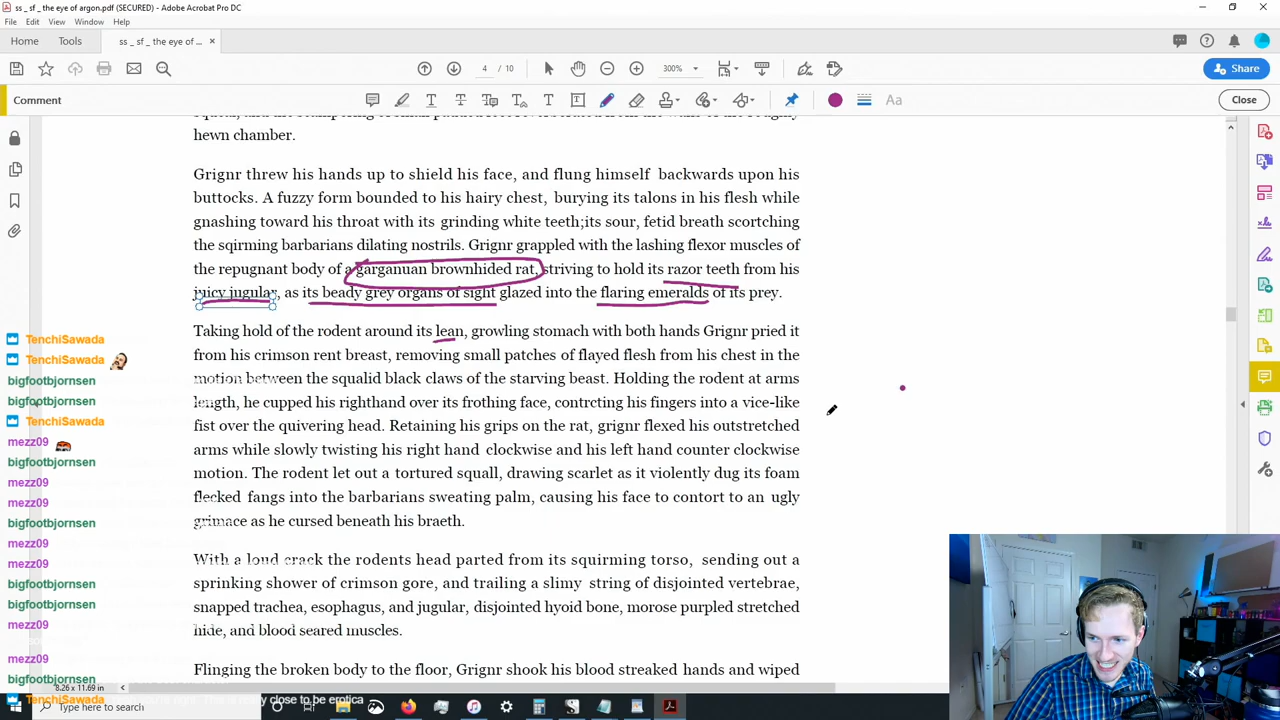 ss _ sf _ the eye of argon.pdf (SECURED) - Adobe Acrobat Pro DC
File Edit View Window Help
Home Tools ss _ sf _ the eye of ... ×
4 / 10 300% Share
Comment Aa Close
hewn chamber.
Grignr threw his hands up to shield his face, and flung himself backwards upon his
buttocks. A fuzzy form bounded to his hairy chest, burying its talons in his flesh while
gnashing toward his throat with its grinding white teeth;its sour, fetid breath scortching
the sqirming barbarians dilating nostrils. Grignr grappled with the lashing flexor muscles of
the repugnant body of a garganuan brownhided rat, striving to hold its razor teeth from his
juicy jugular, as its beady grey organs of sight glazed into the flaring emeralds of its prey.
Taking hold of the rodent around its lean, growling stomach with both hands Grignr pried it
from his crimson rent breast, removing small patches of flayed flesh from his chest in the
motion between the squalid black claws of the starving beast. Holding the rodent at arms
length, he cupped his righthand over its frothing face, contrcting his fingers into a vice-like
fist over the quivering head. Retaining his grips on the rat, grignr flexed his outstretched
arms while slowly twisting his right hand clockwise and his left hand counter clockwise
motion. The rodent let out a tortured squall, drawing scarlet as it violently dug its foam
flecked fangs into the barbarians sweating palm, causing his face to contort to an ugly
grimace as he cursed beneath his braeth.
With a loud crack the rodents head parted from its squirming torso, sending out a
sprinking shower of crimson gore, and trailing a slimy string of disjointed vertebrae,
snapped trachea, esophagus, and jugular, disjointed hyoid bone, morose purpled stretched
hide, and blood seared muscles.
Flinging the broken body to the floor, Grignr shook his blood streaked hands and wiped
TenchiSawada
TenchiSawada
bigfootbjornsen
bigfootbjornsen
TenchiSawada
mezz09
bigfootbjornsen
mezz09
mezz09
bigfootbjornsen
mezz09
mezz09
bigfootbjornsen
bigfootbjornsen
mezz09
mezz09
bigfootbjornsen
TenchiSawada close to be erotica
8.26 x 11.69 in
Type here to search